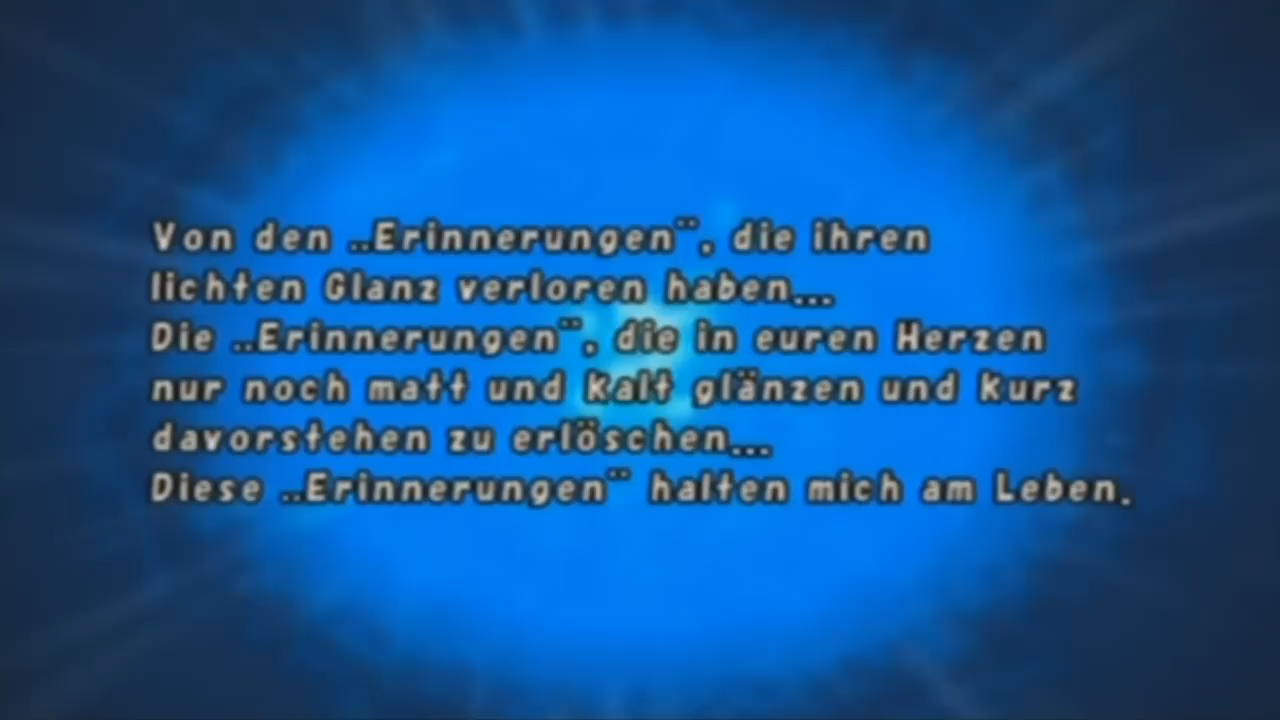 Von den „Erinnerungen“, die ihren
lichten Glanz verloren haben...
Die „Erinnerungen“, die in euren Herzen
nur noch matt und kalt glänzen und kurz
davorstehen zu erlöschen...
Diese „Erinnerungen“ halten mich am Leben.